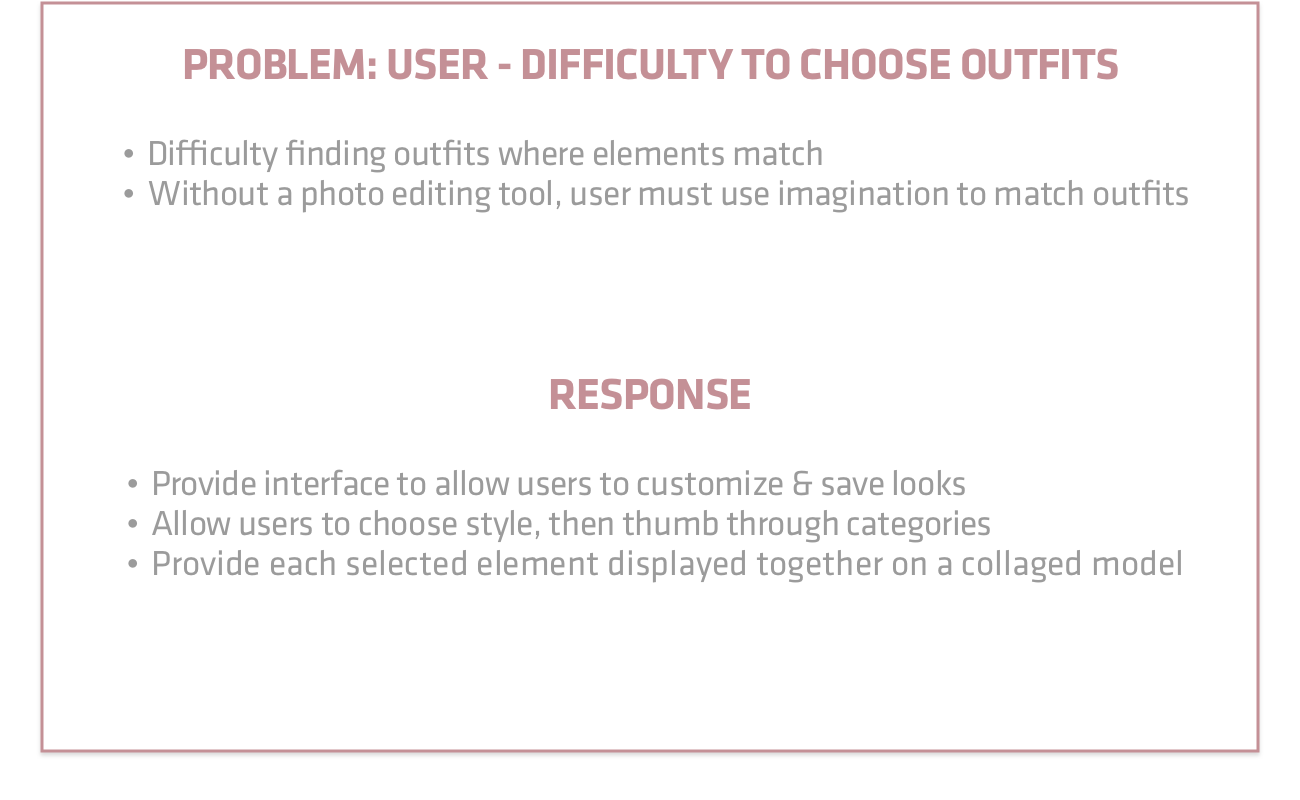 PROBLEM: USER - DIFFICULTY TO CHOOSE OUTFITS
• Difficulty finding outfits where elements match
• Without a photo editing tool, user must use imagination to match outfits
RESPONSE
• Provide interface to allow users to customize & save looks
• Allow users to choose style, then thumb through categories
• Provide each selected element displayed together on a collaged model